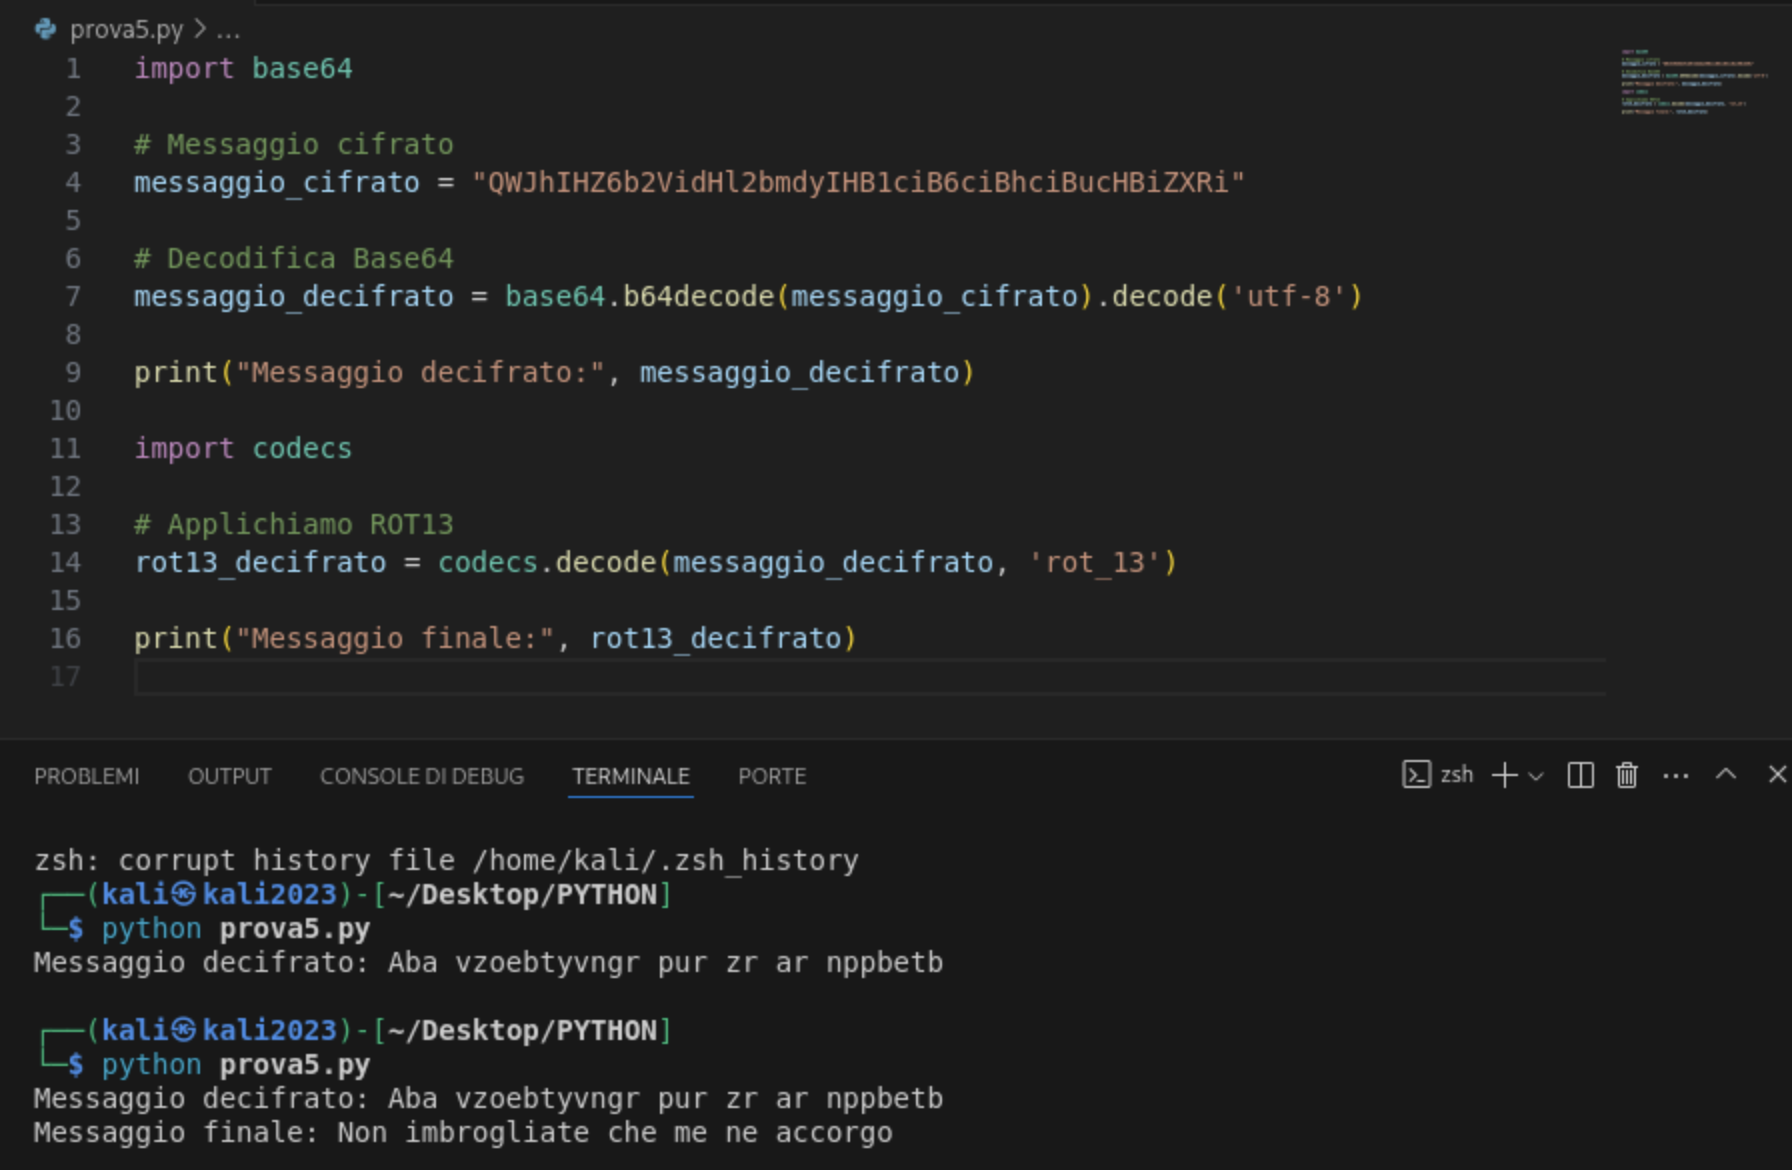 prova5.py > ...
1 import base64
2
3 # Messaggio cifrato
4 messaggio_cifrato = "QWJhIHZ6b2VidHl2bmdyIHB1ciB6ciBhciBucHBiZXRi"
5
6 # Decodifica Base64
7 messaggio_decifrato = base64.b64decode(messaggio_cifrato).decode('utf-8')
8
9 print("Messaggio decifrato:", messaggio_decifrato)
10
11 import codecs
12
13 # Applichiamo ROT13
14 rot13_decifrato = codecs.decode(messaggio_decifrato, 'rot_13')
15
16 print("Messaggio finale:", rot13_decifrato)
17
PROBLEMI OUTPUT CONSOLE DI DEBUG TERMINALE PORTE zsh
zsh: corrupt history file /home/kali/.zsh_history
┌──(kali㉿kali2023)-[~/Desktop/PYTHON]
└─$ python prova5.py
Messaggio decifrato: Aba vzoebtyvngr pur zr ar nppbetb
┌──(kali㉿kali2023)-[~/Desktop/PYTHON]
└─$ python prova5.py
Messaggio decifrato: Aba vzoebtyvngr pur zr ar nppbetb
Messaggio finale: Non imbrogliate che me ne accorgo